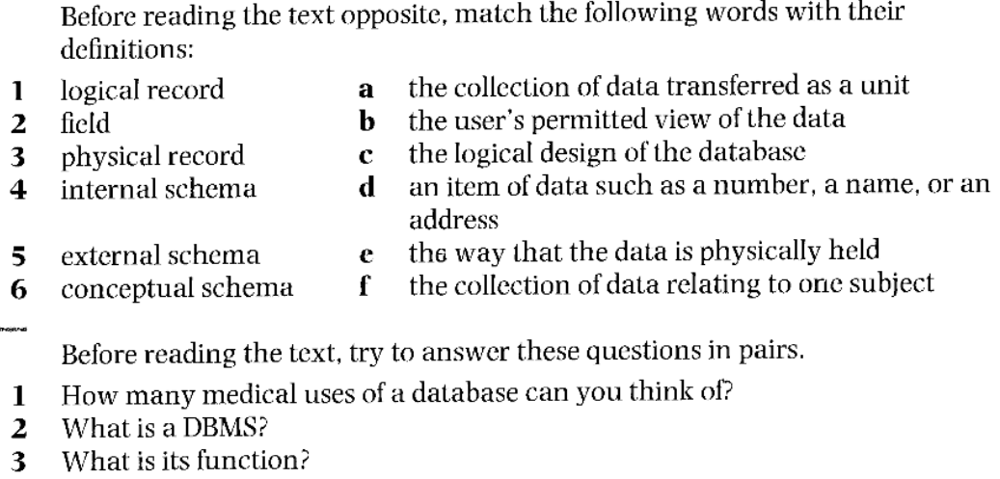 Before reading the text opposite, match the following words with their
definitions:
1 logical record a the collection of data transferred as a unit
2 field b the user's permitted view of the data
3 physical record c the logical design of the database
4 internal schema d an item of data such as a number, a name, or an
address
5 external schema e the way that the data is physically held
6 conceptual schema f the collection of data relating to one subject
Before reading the text, try to answer these questions in pairs.
1 How many medical uses of a database can you think of?
2 What is a DBMS?
3 What is its function?